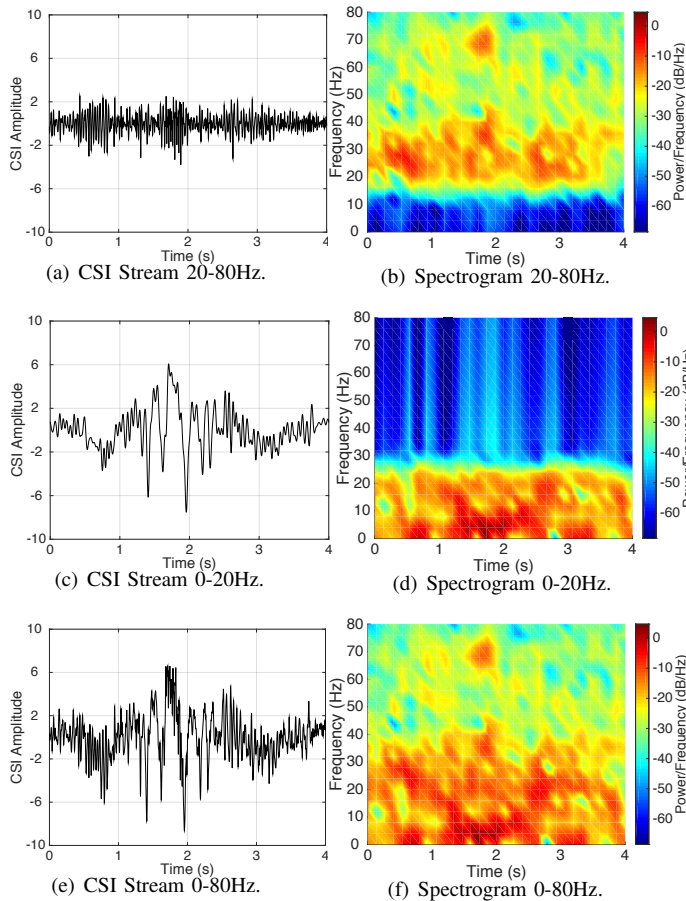 10
6
2
-2
-6
-10
CSI Amplitude
0 1 2 3 4
Time (s)
(a) CSI Stream 20-80Hz.
80
70
60
50
40
30
20
10
0
Frequency (Hz)
0 1 2 3 4
Time (s)
0
-10
-20
-30
-40
-50
-60
Power/Frequency (dB/Hz)
(b) Spectrogram 20-80Hz.
10
6
2
-2
-6
-10
CSI Amplitude
0 1 2 3 4
Time (s)
(c) CSI Stream 0-20Hz.
80
70
60
50
40
30
20
10
0
Frequency (Hz)
0 1 2 3 4
Time (s)
0
-10
-20
-30
-40
-50
-60
Power/Frequency (dB/Hz)
(d) Spectrogram 0-20Hz.
10
6
2
-2
-6
-10
CSI Amplitude
0 1 2 3 4
Time (s)
(e) CSI Stream 0-80Hz.
80
70
60
50
40
30
20
10
0
Frequency (Hz)
0 1 2 3 4
Time (s)
0
-10
-20
-30
-40
-50
-60
Power/Frequency (dB/Hz)
(f) Spectrogram 0-80Hz.